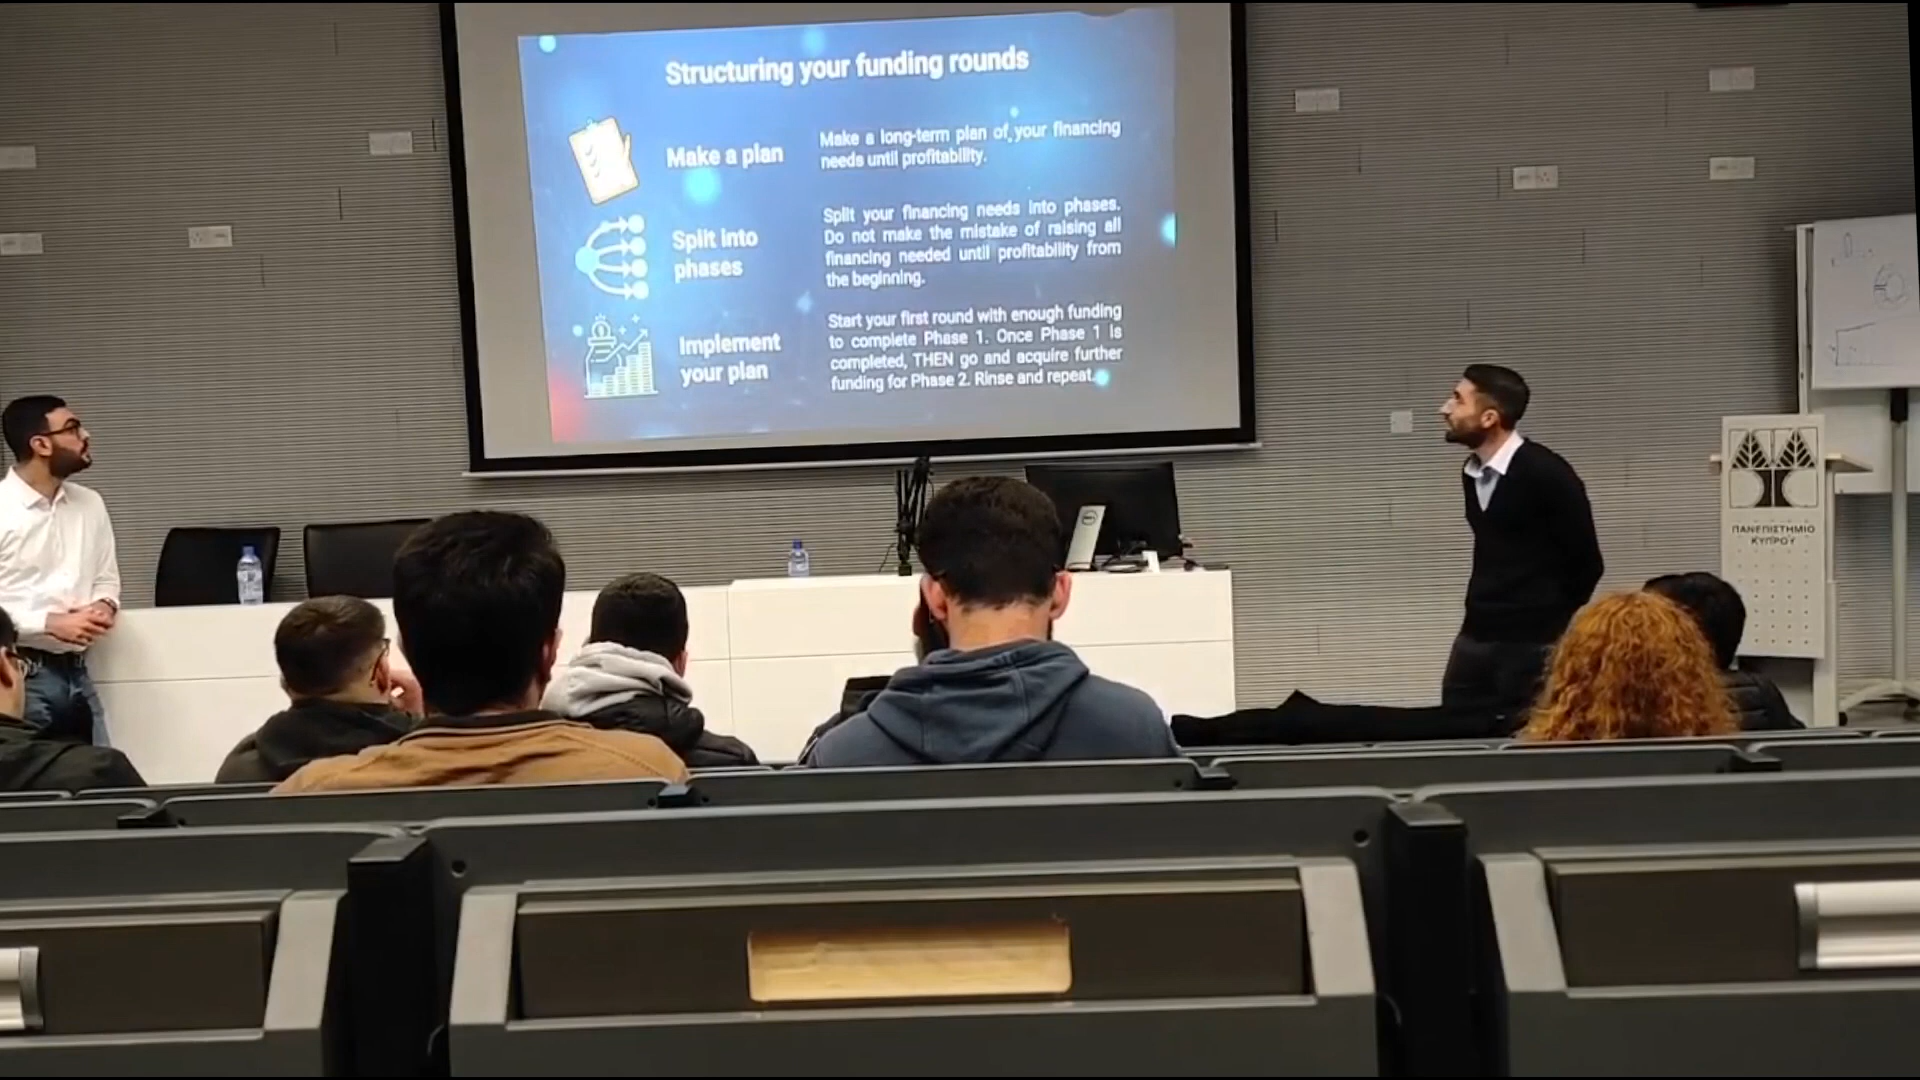 Structuring your funding rounds
Make a plan
Make a long-term plan of your financing
needs until profitability.
Split into
phases
Split your financing needs into phases.
Do not make the mistake of raising all
financing needed until profitability from
the beginning.
Implement
your plan
Start your first round with enough funding
to complete Phase 1. Once Phase 1 is
completed, THEN go and acquire further
funding for Phase 2. Rinse and repeat.
ΠΑΝΕΠΙΣΤΗΜΙΟ
ΚΥΠΡΟΥ